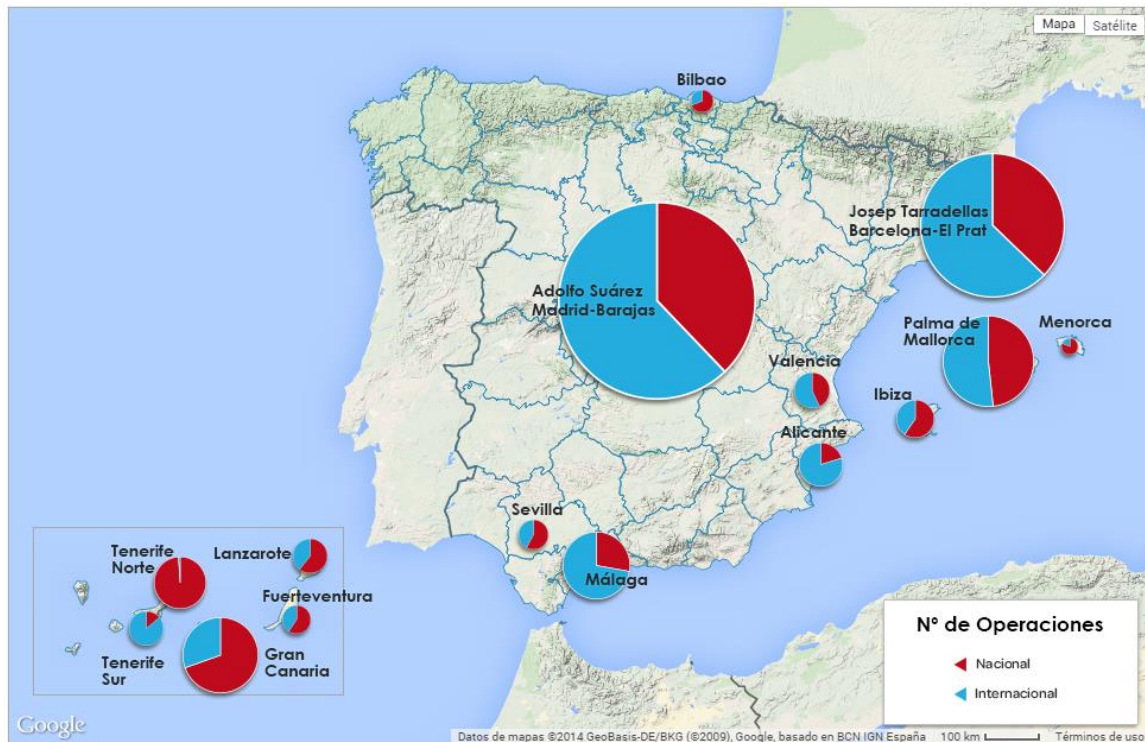 Mapa
Satélite
Bilbao
Josep Tarradellas
Barcelona-El Prat
Adolfo Suárez
Madrid-Barajas
Palma de
Mallorca
Menorca
Valencia
Ibiza
Alicante
Sevilla
Málaga
Tenerife
Norte
Lanzarote
Fuerteventura
Tenerife
Sur
Gran
Canaria
Nº de Operaciones
Nacional
Internacional
Google
Datos de mapas ©2014 GeoBasis-DE/BKG (©2009), Google, basado en BCN IGN España
100 km
Términos de uso